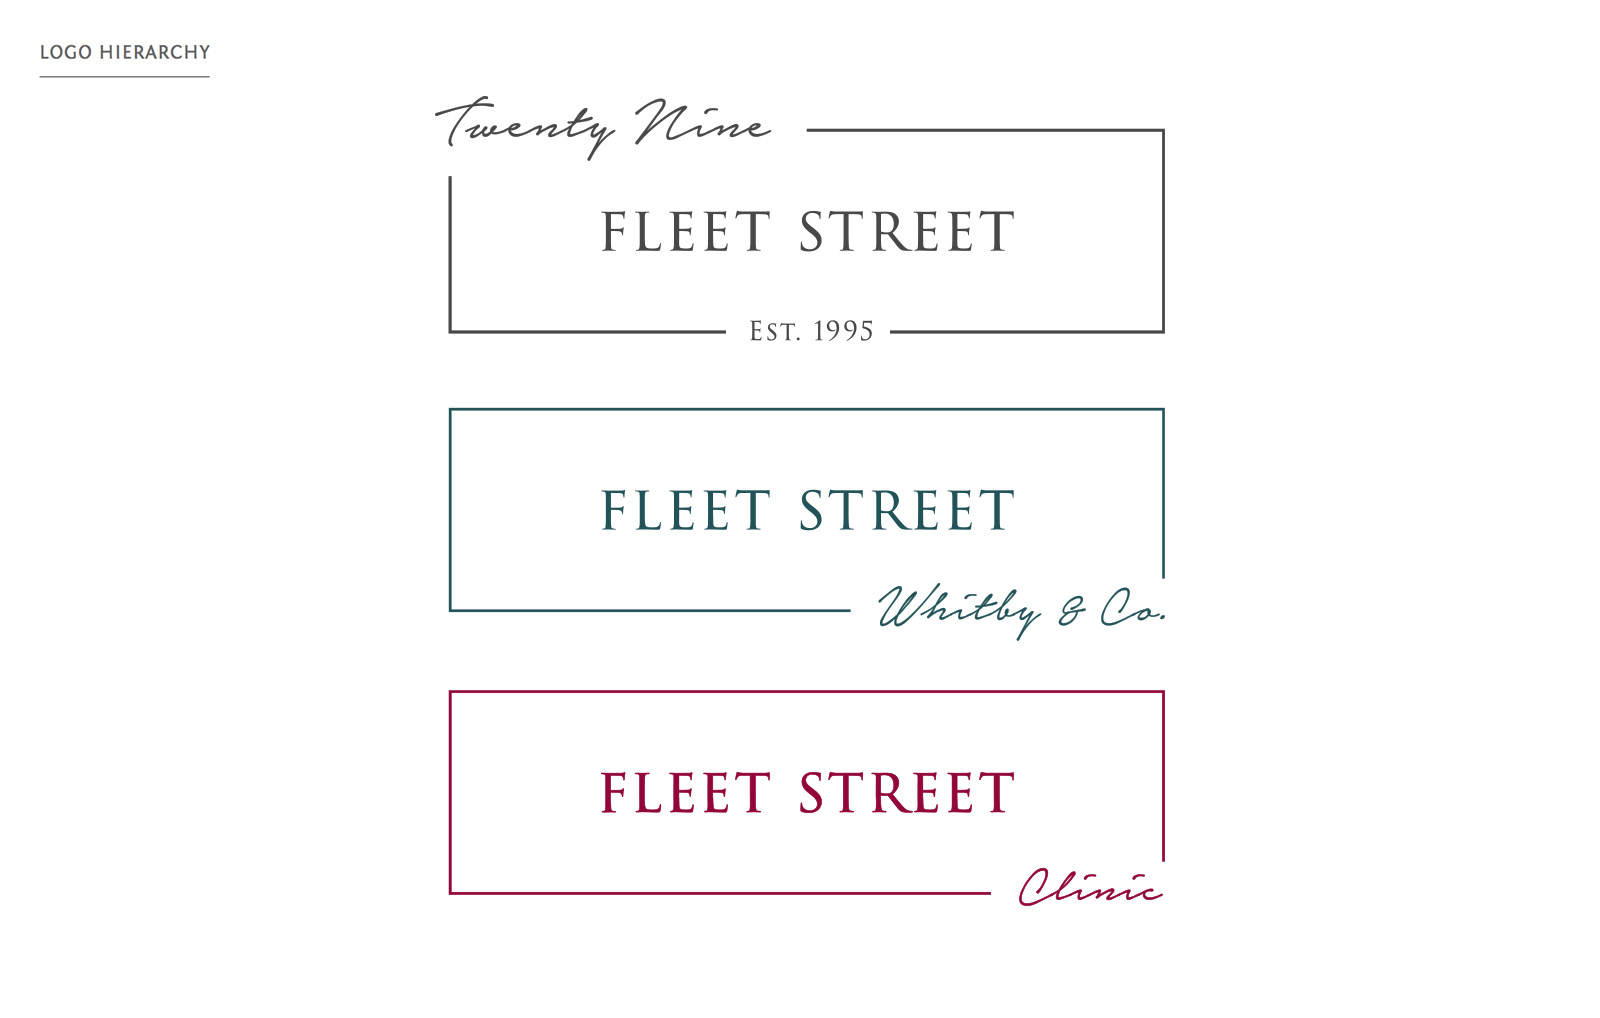 LOGO HIERARCHY
Twenty Nine
FLEET STREET
EST. 1995
FLEET STREET
Whitby & Co.
FLEET STREET
Clinic